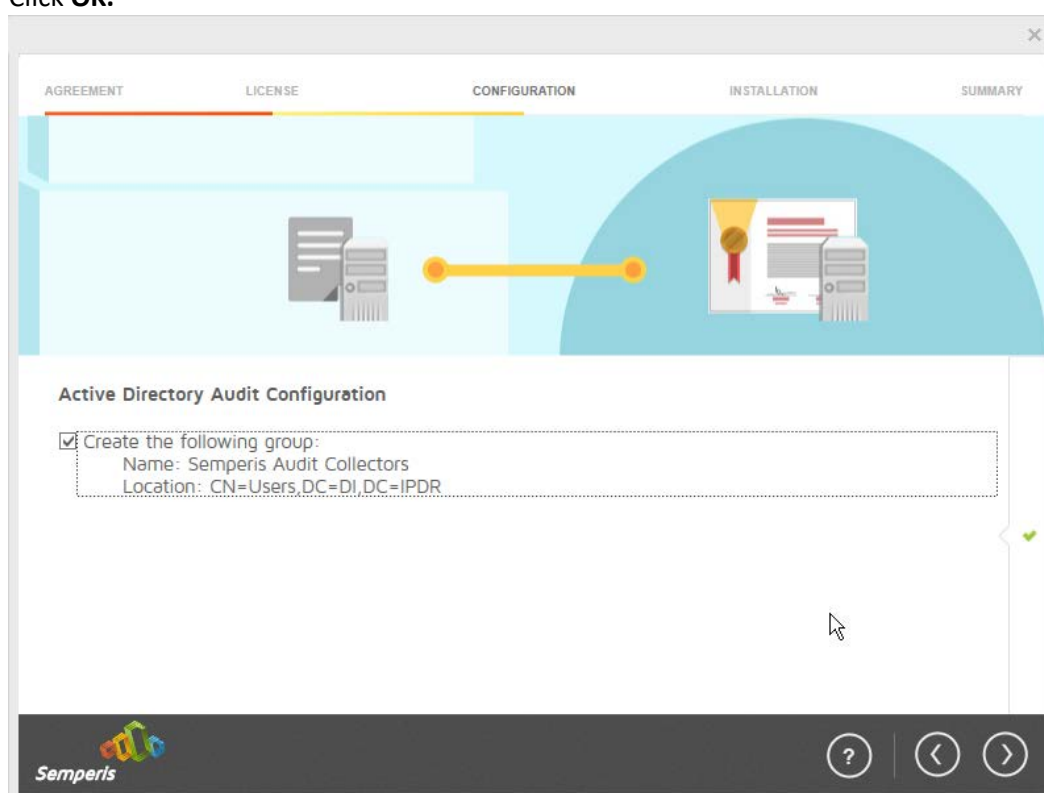 Click OK.
AGREEMENT LICENSE CONFIGURATION INSTALLATION SUMMARY
Active Directory Audit Configuration
Create the following group:
Name: Semperis Audit Collectors
Location: CN=Users,DC=DI,DC=IPDR
?
Semperis